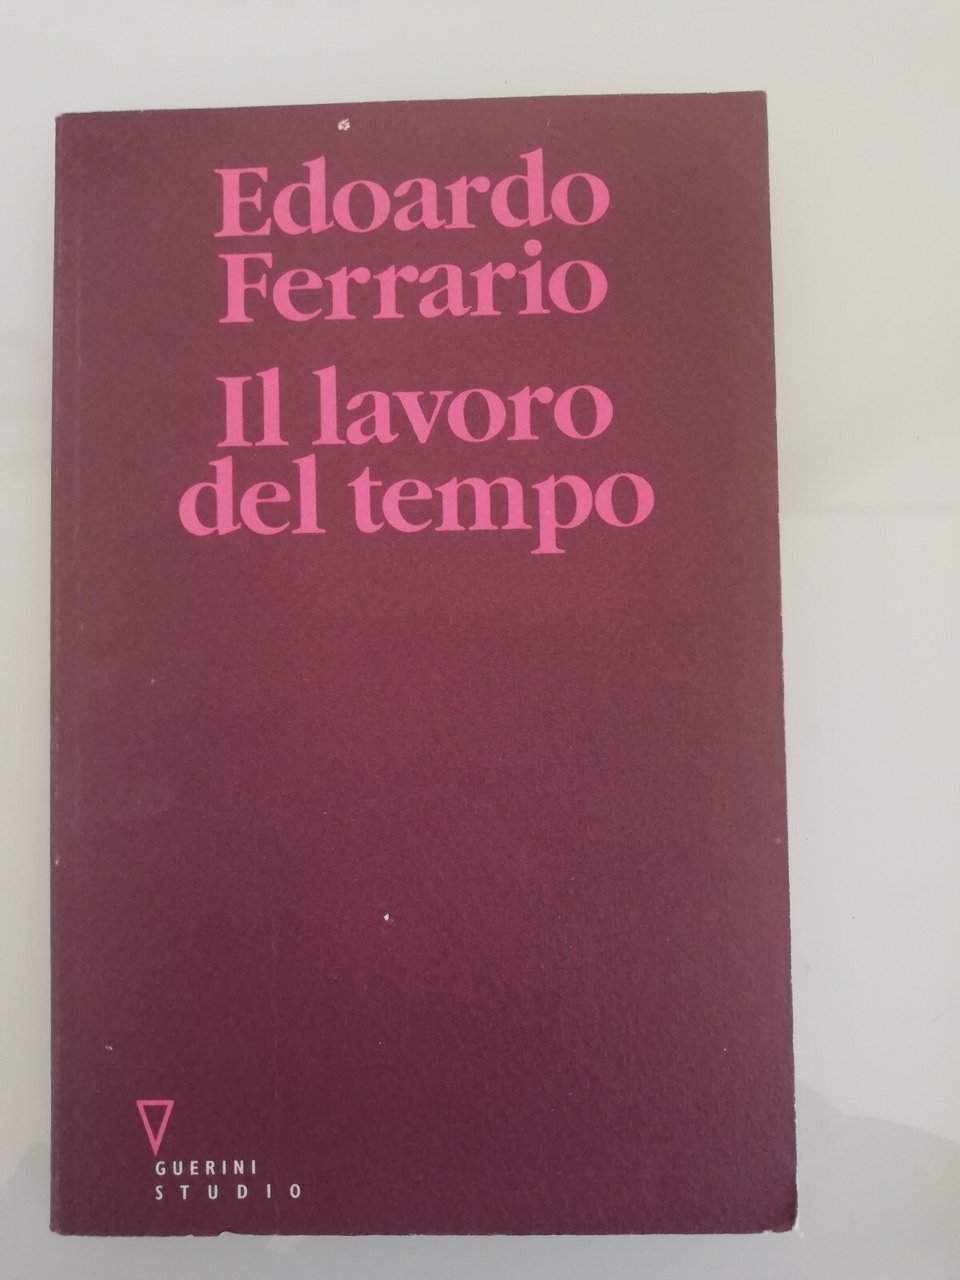 Edoardo
Ferrario
Il lavoro
del tempo
GUERINI
STUDIO